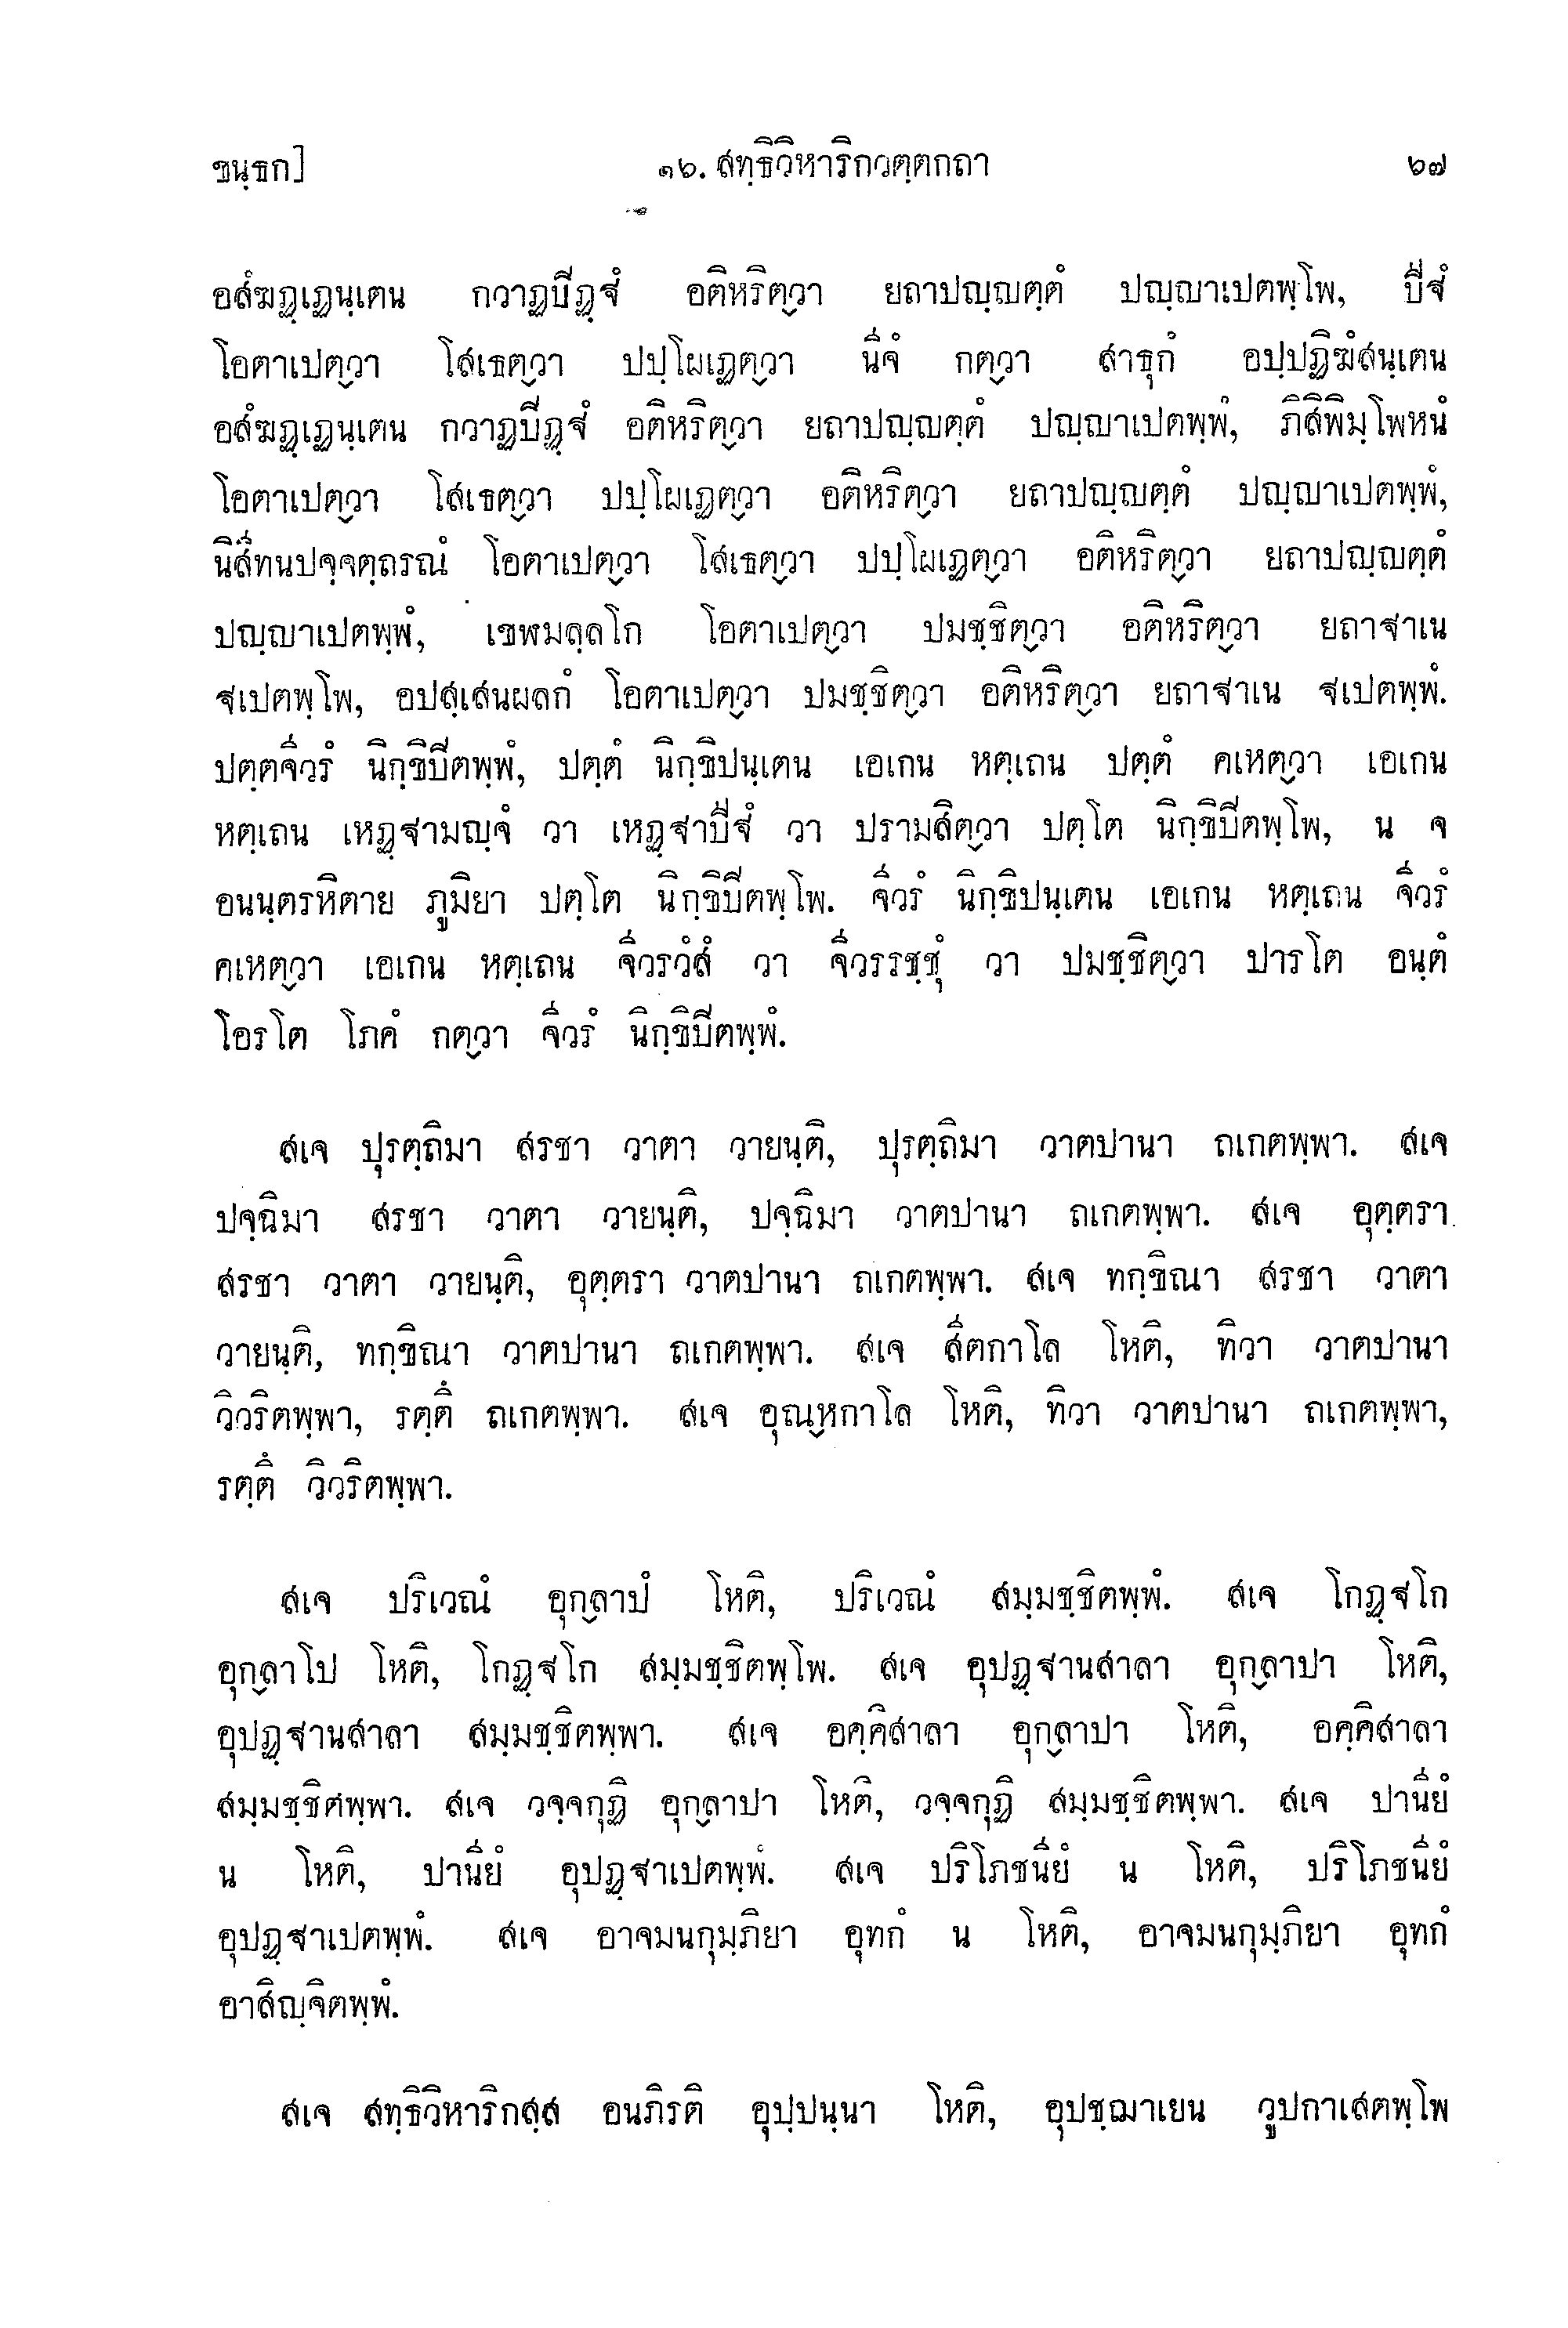 ขนฺธก]
๑๖. สทฺธิวิหาริกวตฺตกถา
๖๗
อสํฆฏฺเฏนฺเตน กวาฏปีฏฺฐํ อติหริตฺวา ยถาปญฺญตฺตํ ปญฺญาเปตพฺโพ, ปีฐํ
โอตาเปตฺวา โสเธตฺวา ปปฺโผเฏตฺวา นีจํ กตฺวา สาธุกํ อปฺปฏิฆํสนฺเตน
อสํฆฏฺเฏนฺเตน กวาฏปีฏฺฐํ อติหริตฺวา ยถาปญฺญตฺตํ ปญฺญาเปตพฺพํ, ภิสิพิมฺโพหนํ
โอตาเปตฺวา โสเธตฺวา ปปฺโผเฏตฺวา อติหริตฺวา ยถาปญฺญตฺตํ ปญฺญาเปตพฺพํ,
นิสีทนปจฺจตฺถรณํ โอตาเปตฺวา โสเธตฺวา ปปฺโผเฏตฺวา อติหริตฺวา ยถาปญฺญตฺตํ
ปญฺญาเปตพฺพํ, เขฬมลฺลโก โอตาเปตฺวา ปมชฺชิตฺวา อติหริตฺวา ยถาฐาเน
ฐเปตพฺโพ, อปสฺเสนผลกํ โอตาเปตฺวา ปมชฺชิตฺวา อติหริตฺวา ยถาฐาเน ฐเปตพฺพํ.
ปตฺตจีวรํ นิกฺขิปิตพฺพํ, ปตฺตํ นิกฺขิปนฺเตน เอเกน หตฺเถน ปตฺตํ คเหตฺวา เอเกน
หตฺเถน เหฏฺฐามญฺจํ วา เหฏฺฐาปีฐํ วา ปรามสิตฺวา ปตฺโต นิกฺขิปิตพฺโพ, น จ
อนนฺตรหิตาย ภูมิยา ปตฺโต นิกฺขิปิตพฺโพ. จีวรํ นิกฺขิปนฺเตน เอเกน หตฺเถน จีวรํ
คเหตฺวา เอเกน หตฺเถน จีวรวํสํ วา จีวรรชฺชุํ วา ปมชฺชิตฺวา ปารโต อนฺตํ
โอรโต โภคํ กตฺวา จีวรํ นิกฺขิปิตพฺพํ.
สเจ ปุรตฺถิมา สรชา วาตา วายนฺติ, ปุรตฺถิมา วาตปานา ถเกตพฺพา. สเจ
ปจฺฉิมา สรชา วาตา วายนฺติ, ปจฺฉิมา วาตปานา ถเกตพฺพา. สเจ อุตฺตรา
สรชา วาตา วายนฺติ, อุตฺตรา วาตปานา ถเกตพฺพา. สเจ ทกฺขิณา สรชา วาตา
วายนฺติ, ทกฺขิณา วาตปานา ถเกตพฺพา. สเจ สีตกาโล โหติ, ทิวา วาตปานา
วิวริตพฺพา, รตฺตึ ถเกตพฺพา. สเจ อุณฺหกาโล โหติ, ทิวา วาตปานา ถเกตพฺพา,
รตฺตึ วิวริตพฺพา.
สเจ ปริเวณํ อุกฺลาปํ โหติ, ปริเวณํ สมฺมชฺชิตพฺพํ. สเจ โกฏฺฐโก
อุกฺลาโป โหติ, โกฏฺฐโก สมฺมชฺชิตพฺโพ. สเจ อุปฏฺฐานสาลา อุกฺลาปา โหติ,
อุปฏฺฐานสาลา สมฺมชฺชิตพฺพา. สเจ อคฺคิสาลา อุกฺลาปา โหติ, อคฺคิสาลา
สมฺมชฺชิตพฺพา. สเจ วจฺจกุฏิ อุกฺลาปา โหติ, วจฺจกุฏิ สมฺมชฺชิตพฺพา. สเจ ปานียํ
น โหติ, ปานียํ อุปฏฺฐาเปตพฺพํ. สเจ ปริโภชนียํ น โหติ, ปริโภชนียํ
อุปฏฺฐาเปตพฺพํ. สเจ อาจมนกุมฺภิยา อุทกํ น โหติ, อาจมนกุมฺภิยา อุทกํ
อาสิญฺจิตพฺพํ.
สเจ สทฺธิวิหาริกสฺส อนภิรติ อุปฺปนฺนา โหติ, อุปชฺฌาเยน วูปกาเสตพฺโพ